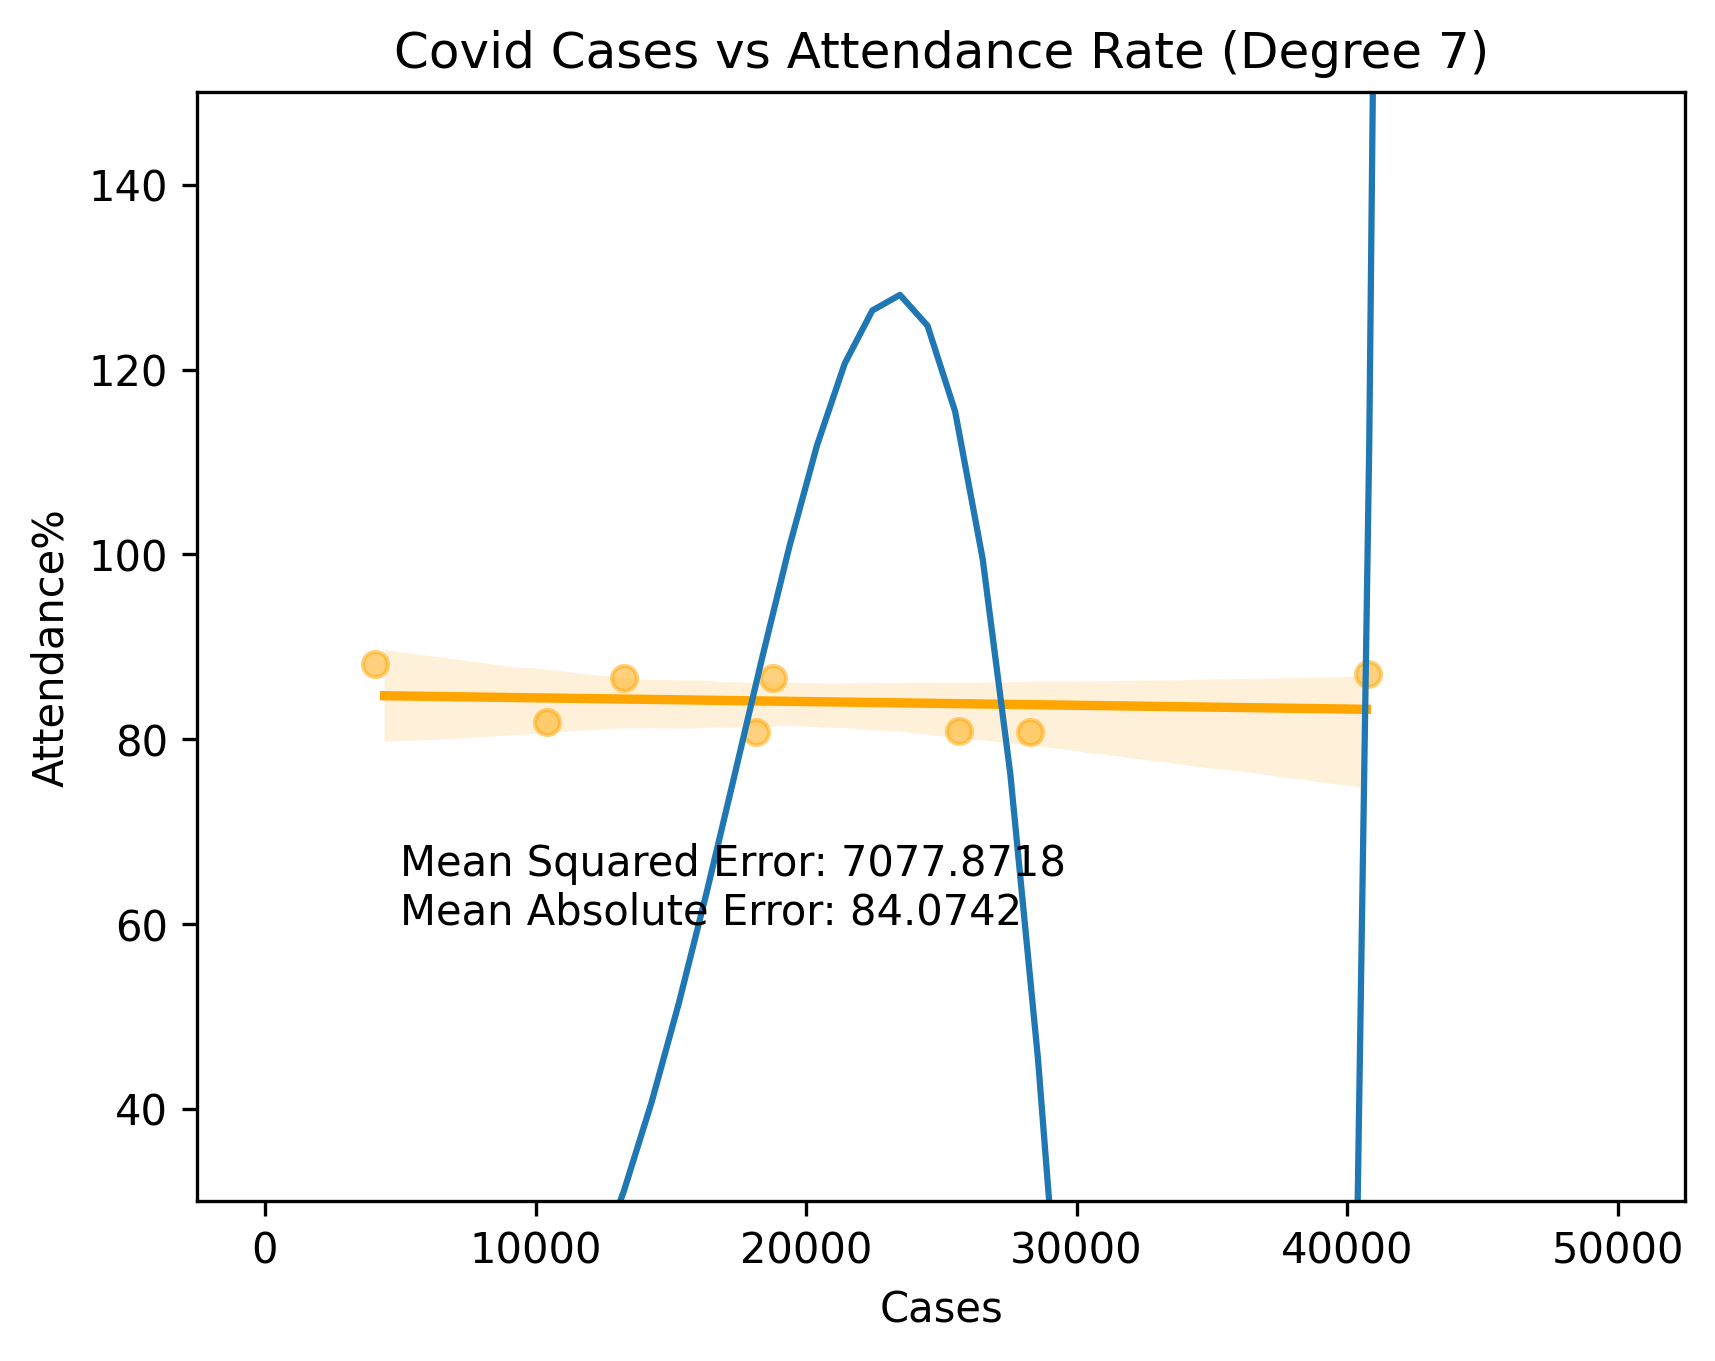 Covid Cases vs Attendance Rate (Degree 7)
140
120
100
80
60
40
Attendance%
Mean Squared Error: 7077.8718
Mean Absolute Error: 84.0742
0 10000 20000 30000 40000 50000
Cases